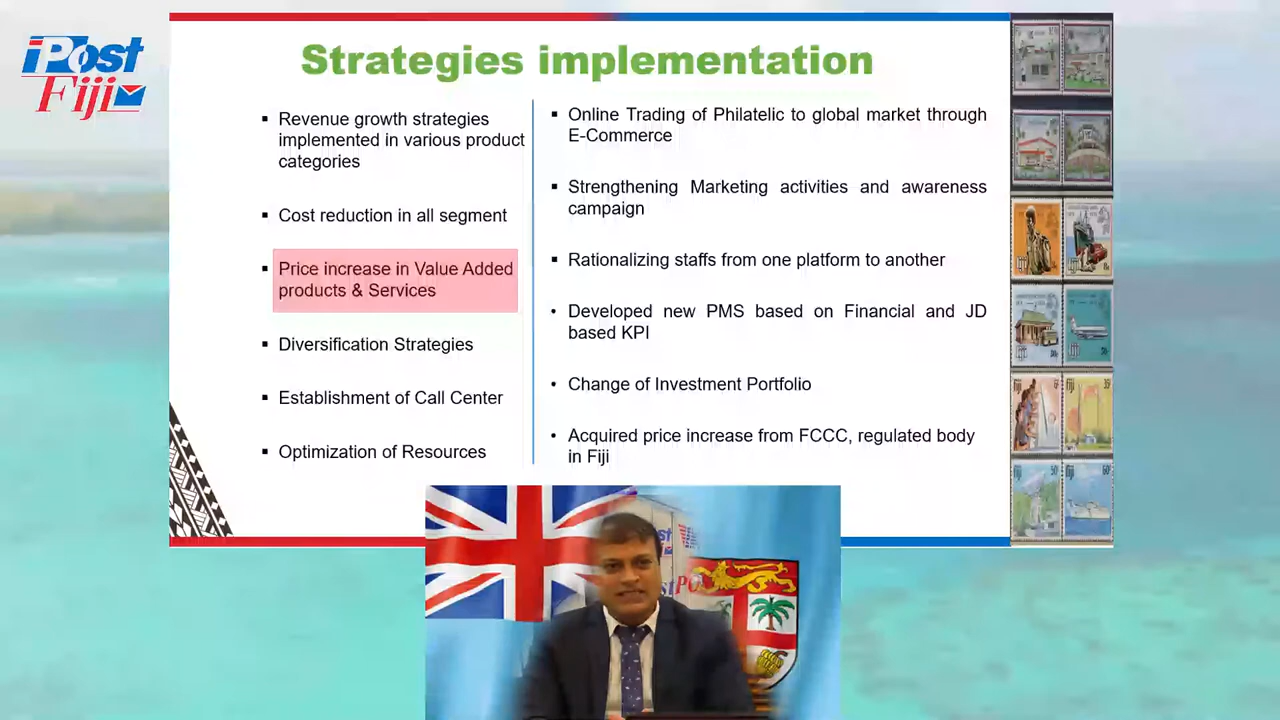 Post
Fiji
Strategies implementation
▪ Revenue growth strategies
implemented in various product
categories
▪ Cost reduction in all segment
▪ Price increase in Value Added
products & Services
▪ Diversification Strategies
▪ Establishment of Call Center
▪ Optimization of Resources
▪ Online Trading of Philatelic to global market through
E-Commerce
▪ Strengthening Marketing activities and awareness
campaign
▪ Rationalizing staffs from one platform to another
• Developed new PMS based on Financial and JD
based KPI
• Change of Investment Portfolio
• Acquired price increase from FCCC, regulated body
in Fiji